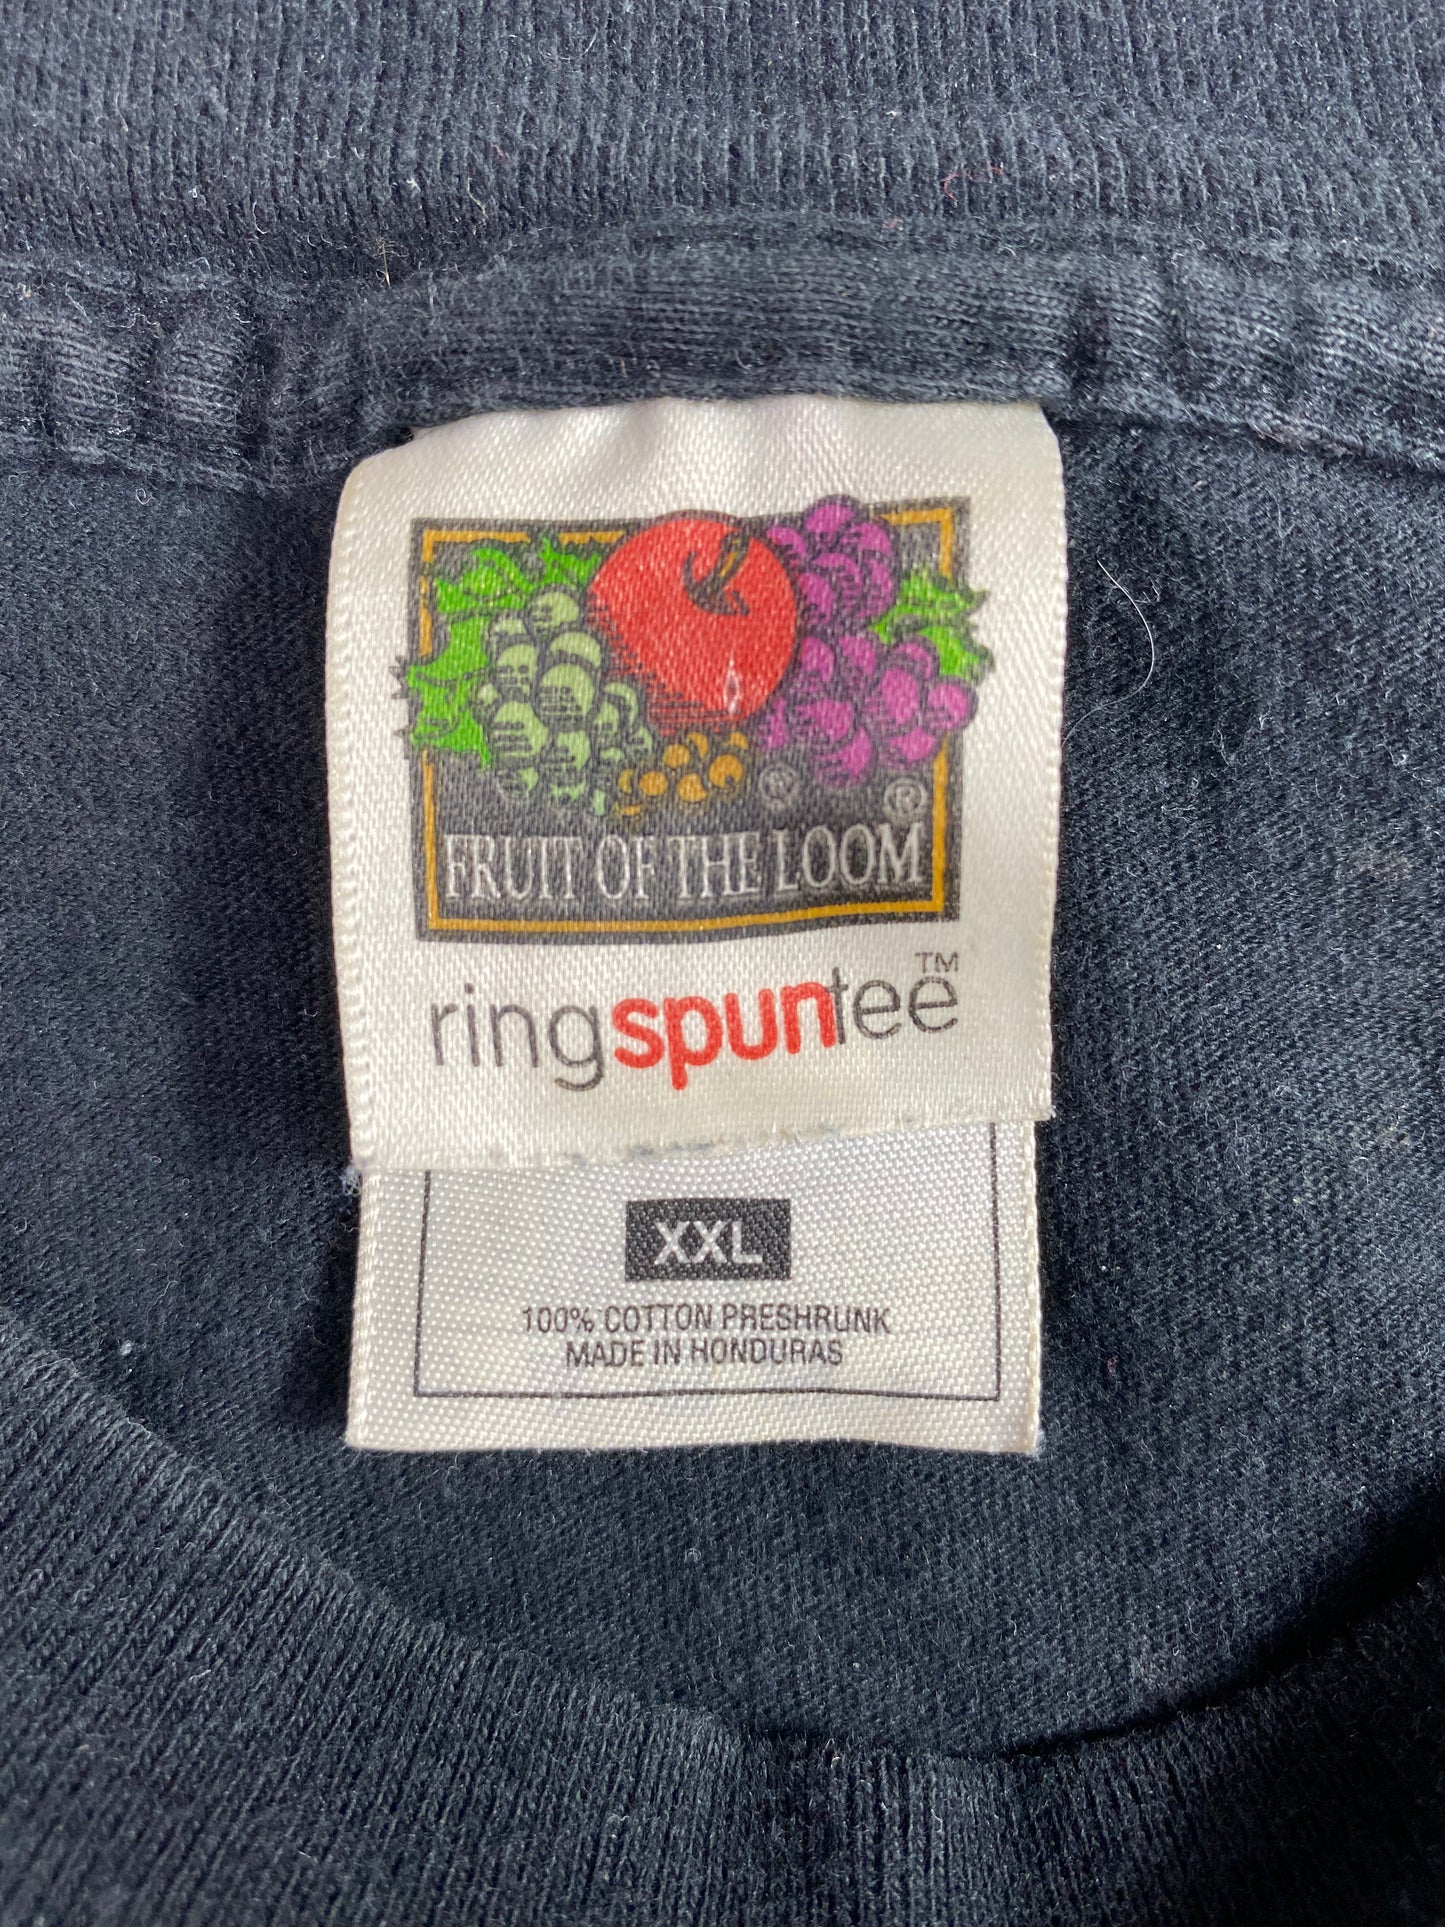 ® ®
FRUIT OF THE LOOM
ringspuntee™
XXL
100% COTTON PRESHRUNK
MADE IN HONDURAS